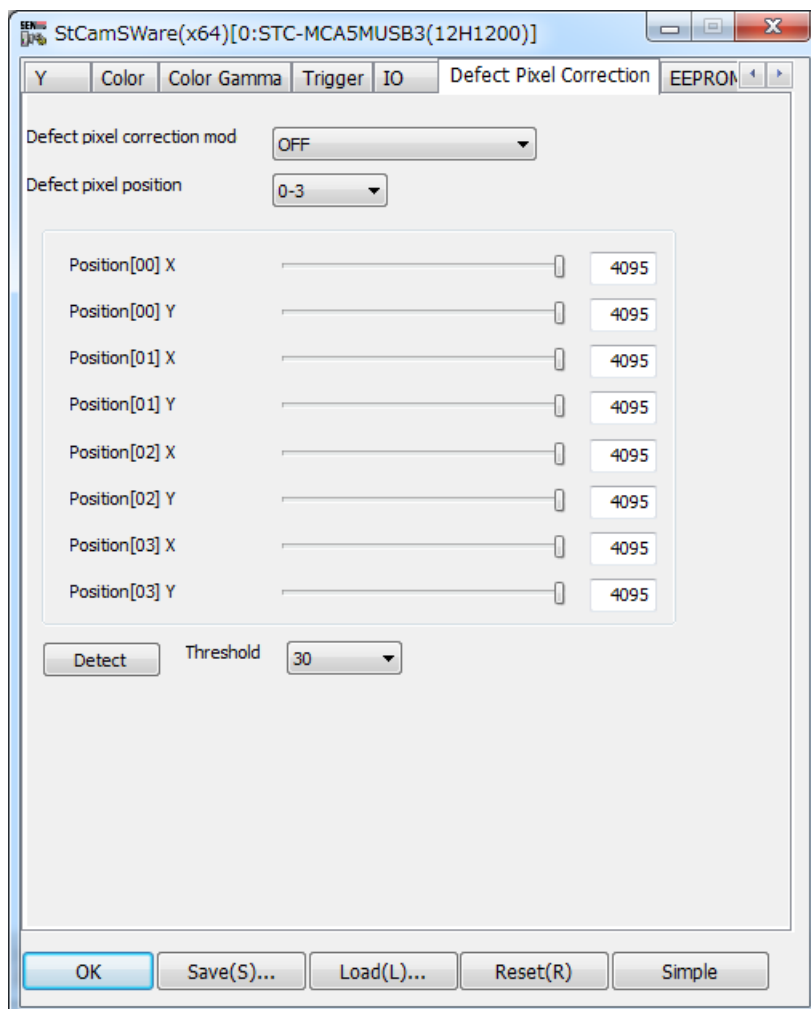 StCamSWare(x64)[0:STC-MCA5MUSB3(12H1200)]
Y Color Color Gamma Trigger IO Defect Pixel Correction EEPROM
Defect pixel correction mod OFF
Defect pixel position 0-3
Position[00] X 4095
Position[00] Y 4095
Position[01] X 4095
Position[01] Y 4095
Position[02] X 4095
Position[02] Y 4095
Position[03] X 4095
Position[03] Y 4095
Detect Threshold 30
OK Save(S)... Load(L)... Reset(R) Simple